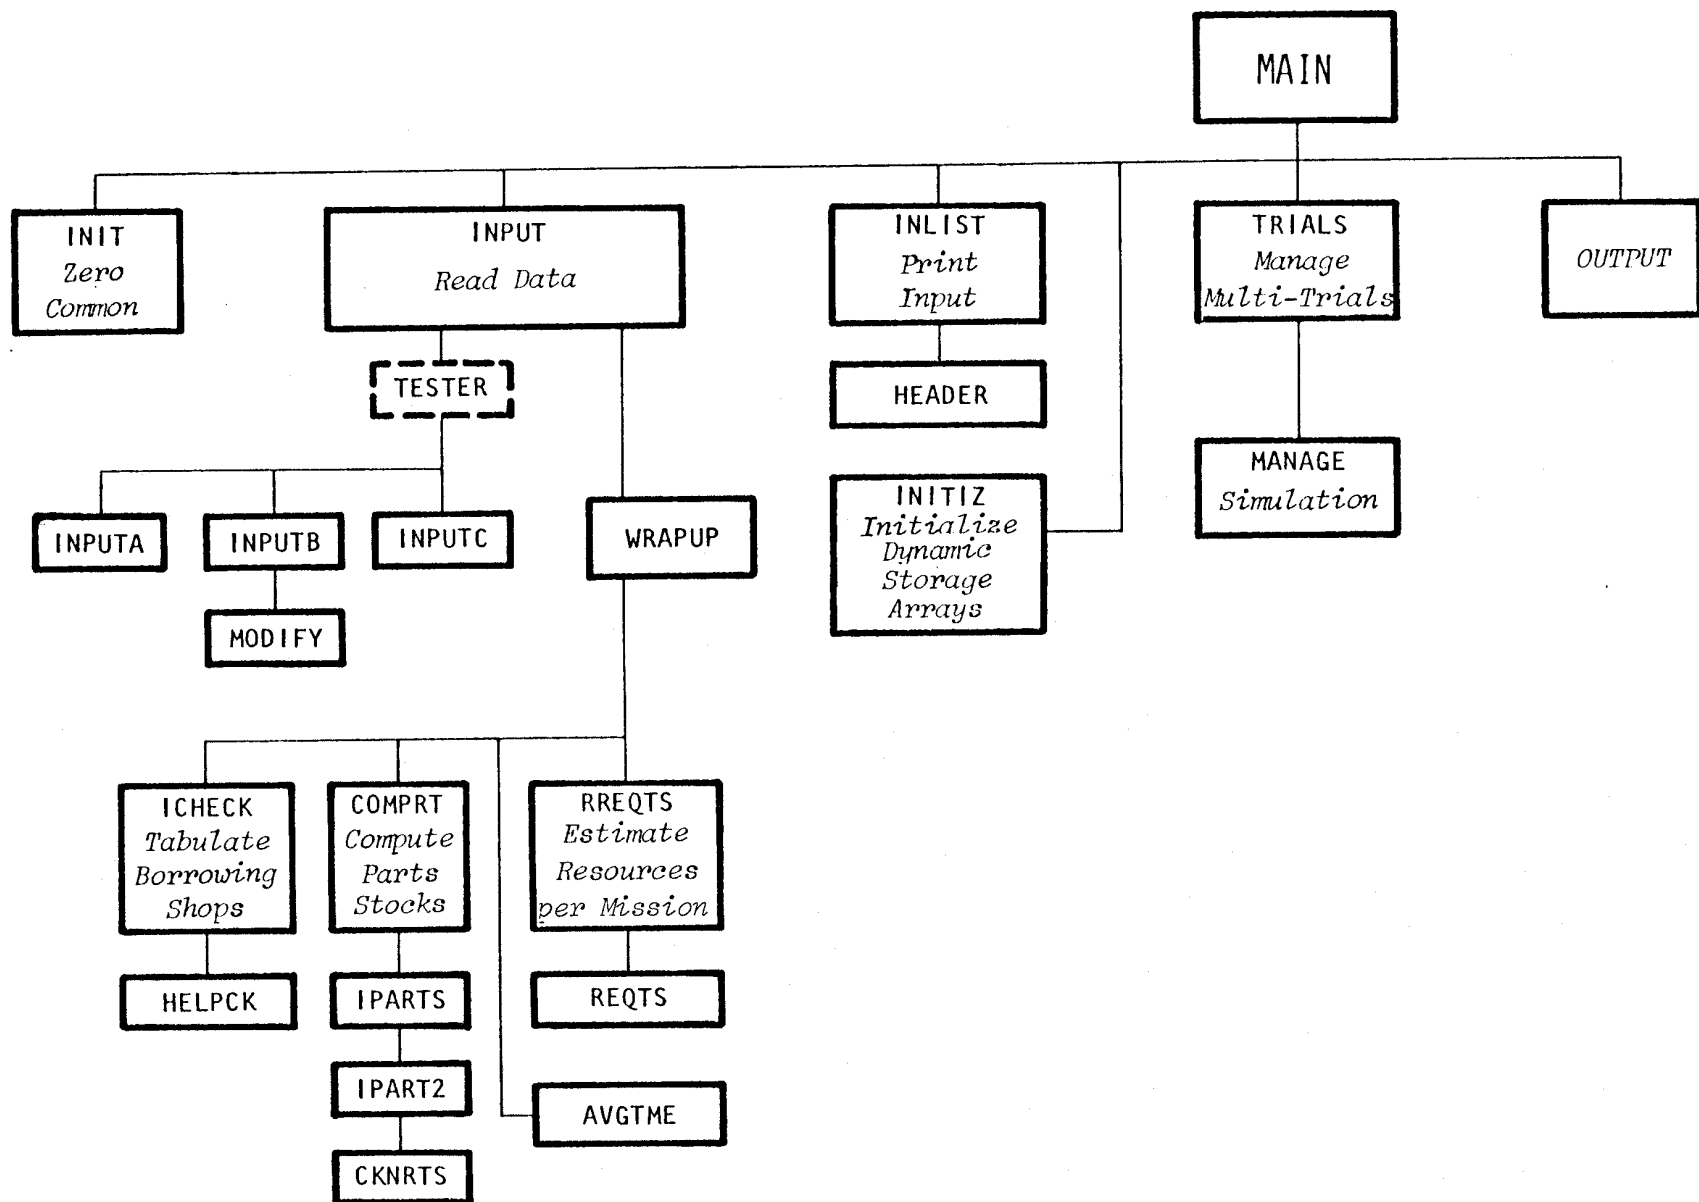 MAIN
INIT
Zero
Common
INPUT
Read Data
INLIST
Print
Input
TRIALS
Manage
Multi-Trials
OUTPUT
TESTER
HEADER
INPUTA
INPUTB
INPUTC
WRAPUP
INITIZ
Initialize
Dynamic
Storage
Arrays
MANAGE
Simulation
MODIFY
ICHECK
Tabulate
Borrowing
Shops
COMPRT
Compute
Parts
Stocks
RREQTS
Estimate
Resources
per Mission
HELPCK
IPARTS
REQTS
IPART2
AVGTME
CKNRTS